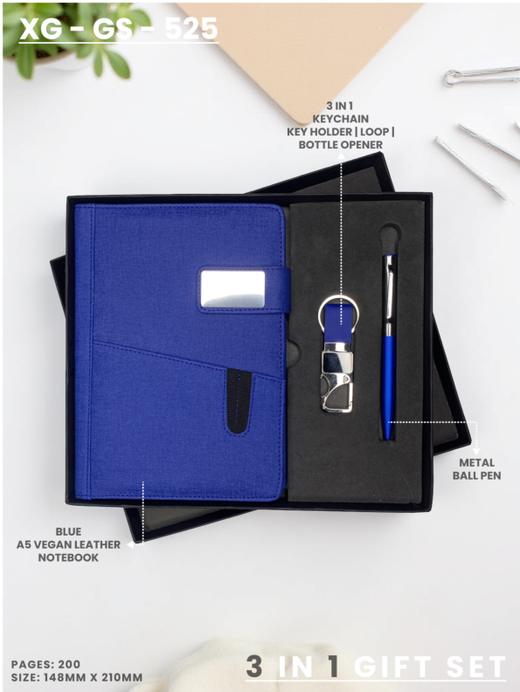 XG - GS - 525
3 IN 1
KEYCHAIN
KEY HOLDER | LOOP |
BOTTLE OPENER
METAL
BALL PEN
BLUE
A5 VEGAN LEATHER
NOTEBOOK
PAGES: 200
SIZE: 148MM X 210MM
3 IN 1 GIFT SET